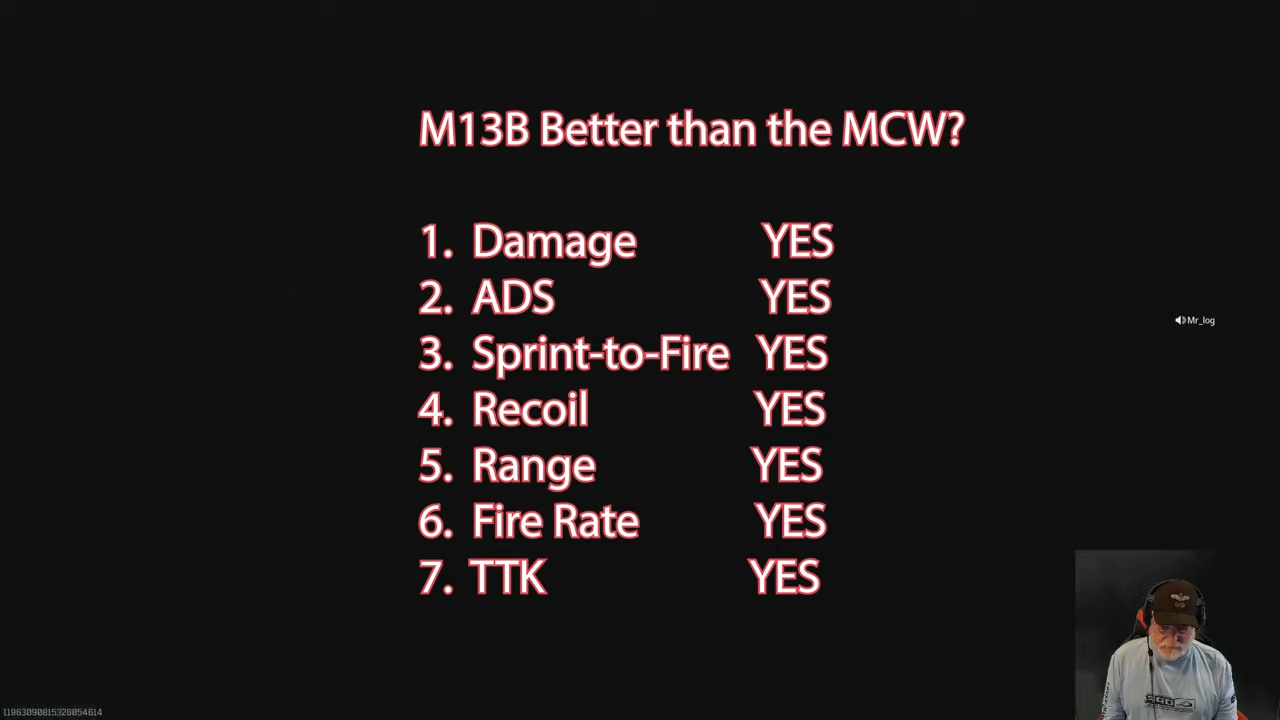 M13B Better than the MCW?
1. Damage YES
2. ADS YES
3. Sprint-to-Fire YES
4. Recoil YES
5. Range YES
6. Fire Rate YES
7. TTK YES
Mr_log
11963090815326054614